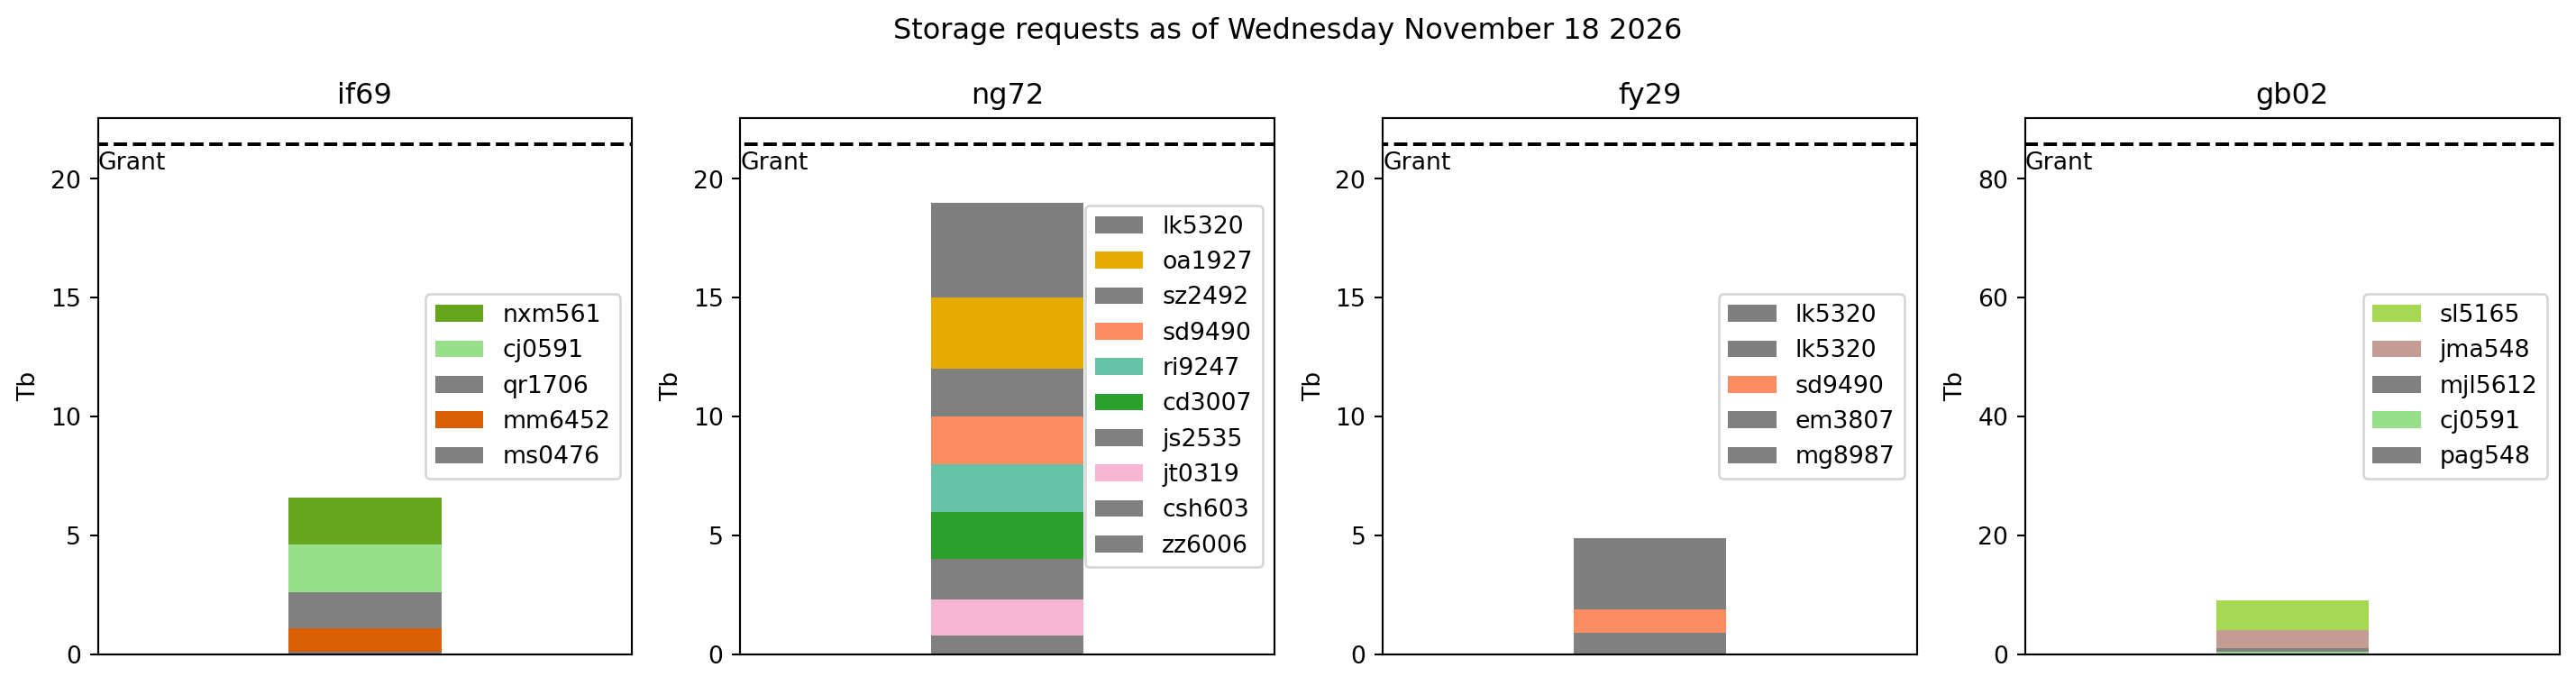 Storage requests as of Wednesday November 18 2026
if69
Grant
20
15
10
5
0
Tb
nxm561
cj0591
qr1706
mm6452
ms0476
ng72
Grant
20
15
10
5
0
Tb
lk5320
oa1927
sz2492
sd9490
ri9247
cd3007
js2535
jt0319
csh603
zz6006
fy29
Grant
20
15
10
5
0
Tb
lk5320
lk5320
sd9490
em3807
mg8987
gb02
Grant
80
60
40
20
0
Tb
sl5165
jma548
mjl5612
cj0591
pag548